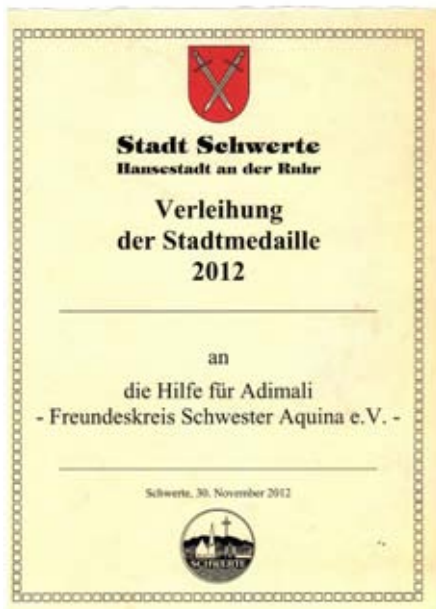 Stadt Schwerte
Hansestadt an der Ruhr
Verleihung
der Stadtmedaille
2012
an
die Hilfe für Adimali
- Freundeskreis Schwester Aquina e.V. -
Schwerte, 30. November 2012
SCHWERTE